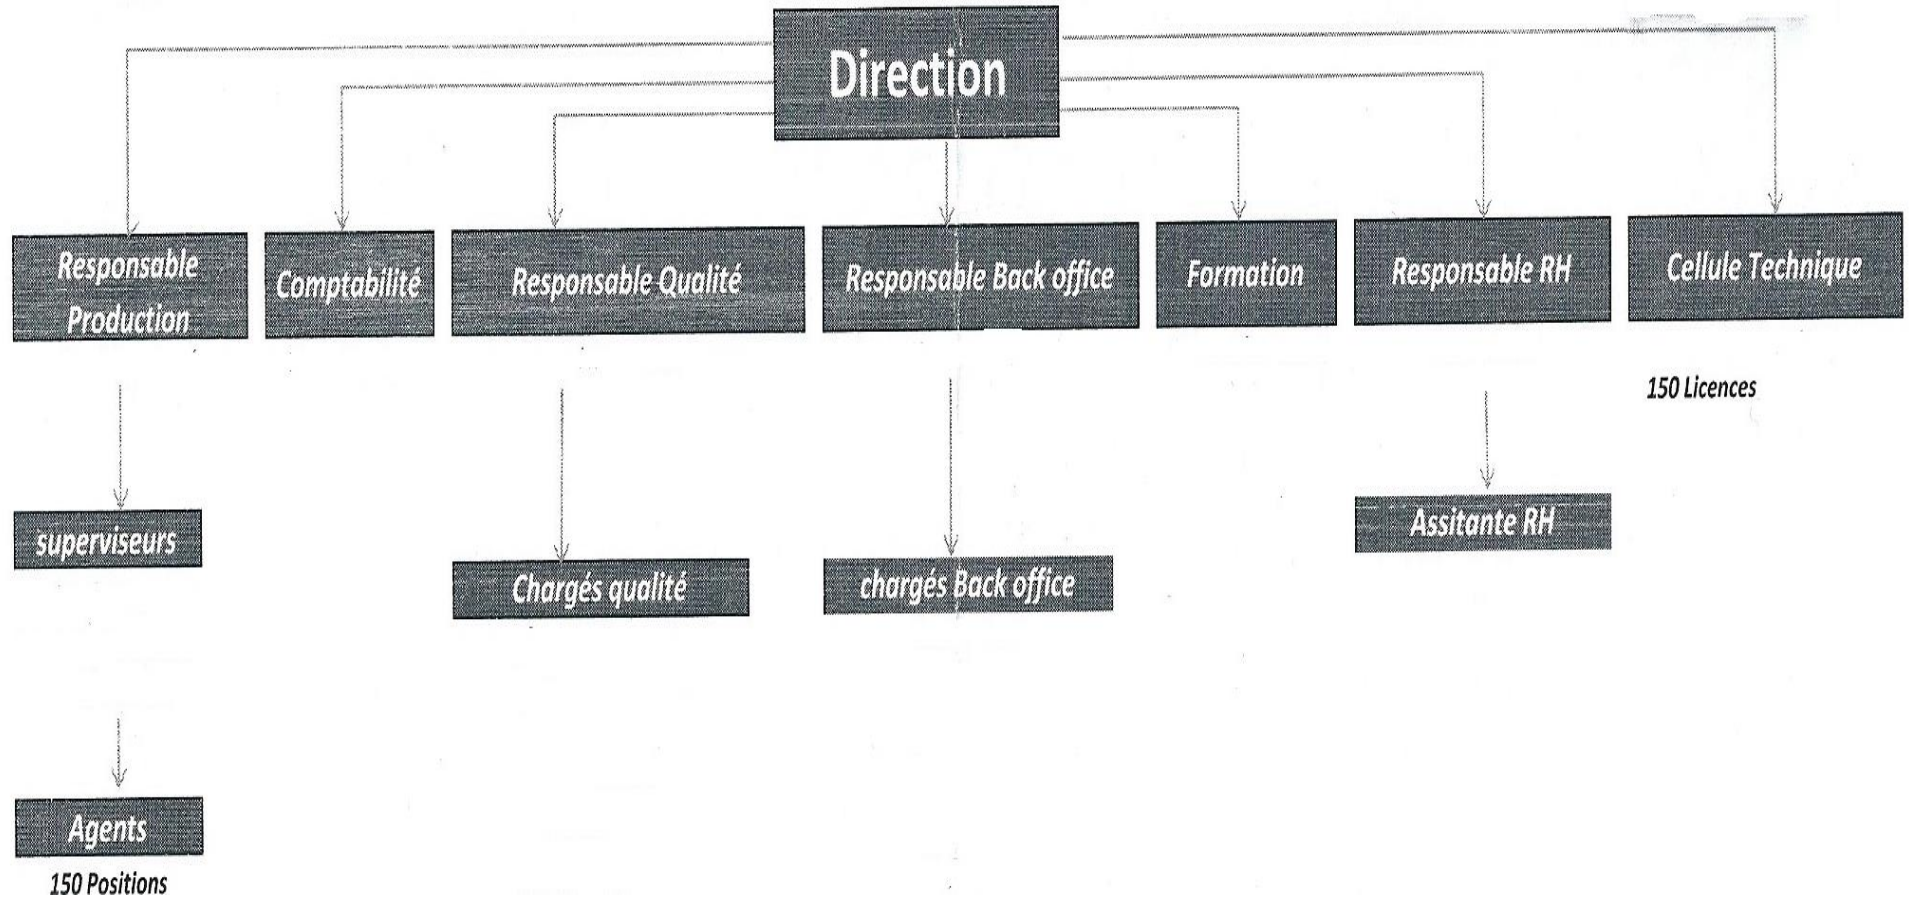 Direction
Responsable
Production
Comptabilité
Responsable Qualité
Responsable Back office
Formation
Responsable RH
Cellule Technique
150 Licences
superviseurs
Chargés qualité
chargés Back office
Assitante RH
Agents
150 Positions